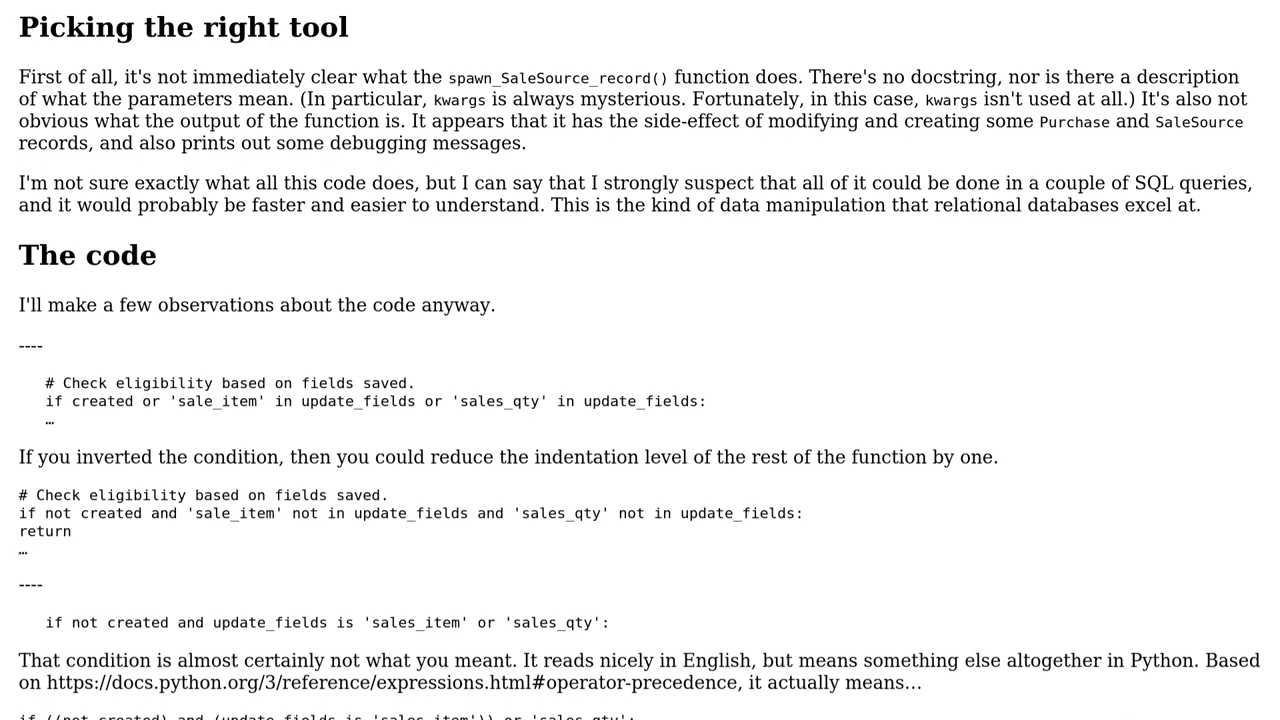 Picking the right tool
First of all, it's not immediately clear what the spawn_SaleSource_record() function does. There's no docstring, nor is there a description
of what the parameters mean. (In particular, kwargs is always mysterious. Fortunately, in this case, kwargs isn't used at all.) It's also not
obvious what the output of the function is. It appears that it has the side-effect of modifying and creating some Purchase and SaleSource
records, and also prints out some debugging messages.
I'm not sure exactly what all this code does, but I can say that I strongly suspect that all of it could be done in a couple of SQL queries,
and it would probably be faster and easier to understand. This is the kind of data manipulation that relational databases excel at.
The code
I'll make a few observations about the code anyway.
----
# Check eligibility based on fields saved.
if created or 'sale_item' in update_fields or 'sales_qty' in update_fields:
…
If you inverted the condition, then you could reduce the indentation level of the rest of the function by one.
# Check eligibility based on fields saved.
if not created and 'sale_item' not in update_fields and 'sales_qty' not in update_fields:
return
…
----
if not created and update_fields is 'sales_item' or 'sales_qty':
That condition is almost certainly not what you meant. It reads nicely in English, but means something else altogether in Python. Based
on https://docs.python.org/3/reference/expressions.html#operator-precedence, it actually means…
if ((not created) and (update_fields is 'sales_item')) or 'sales_qty':